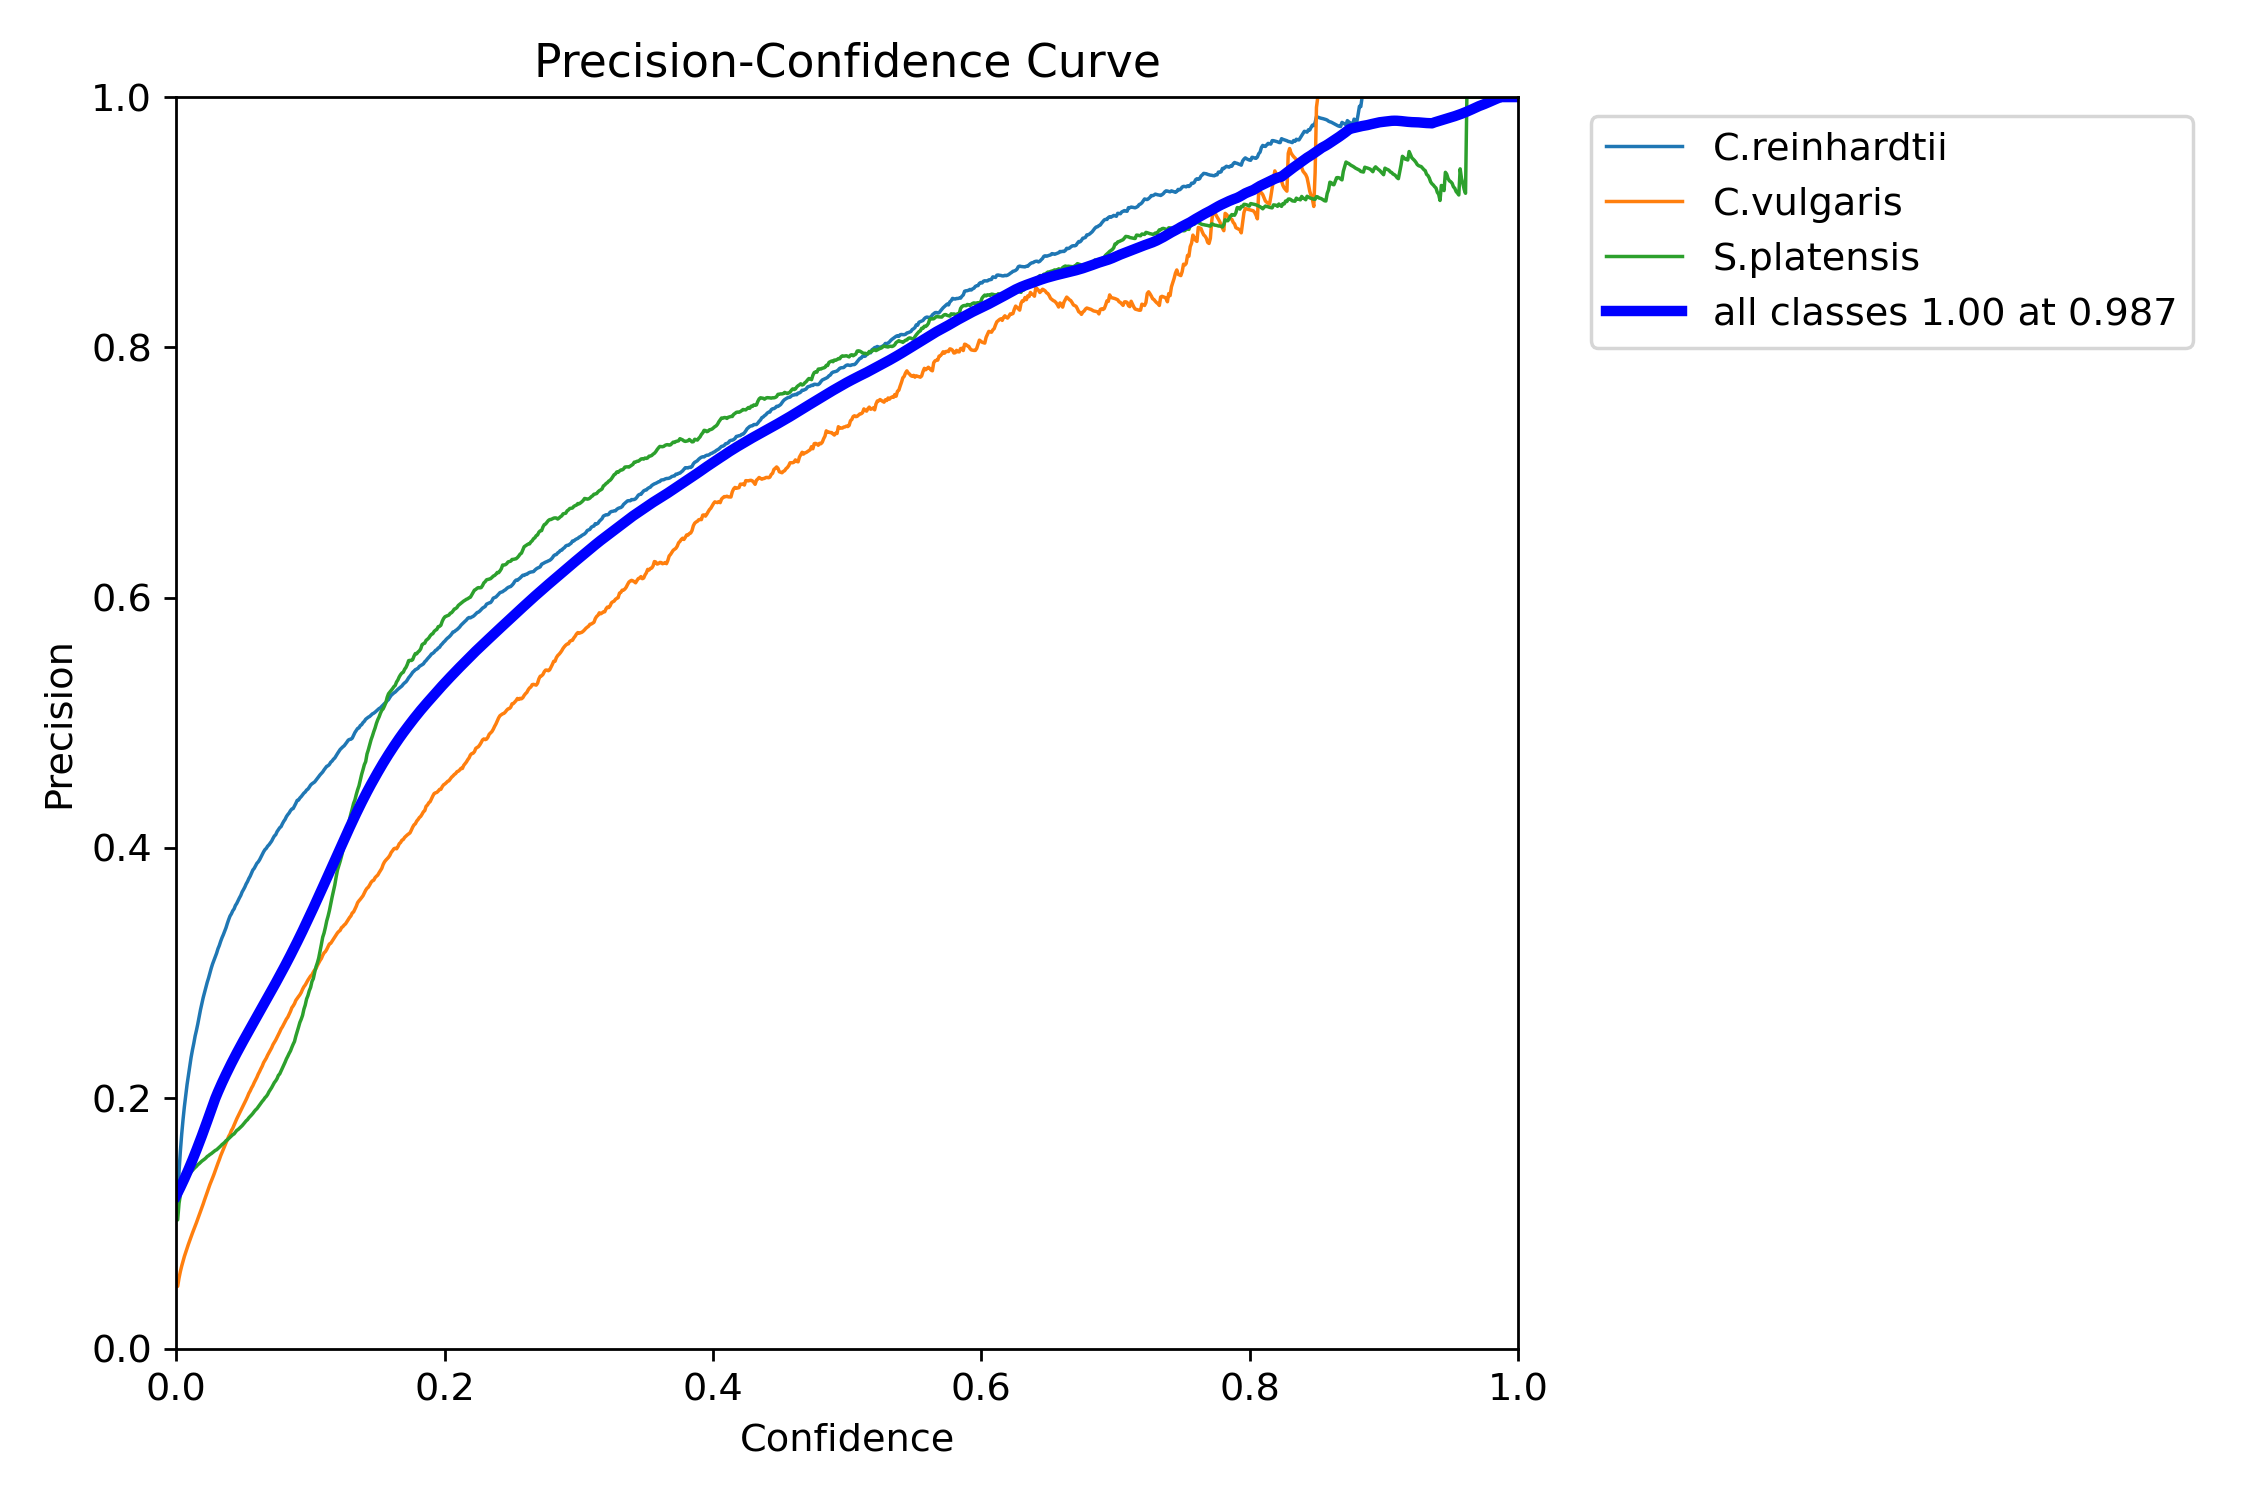 Precision-Confidence Curve
1.0
0.8
0.6
0.4
0.2
0.0
Precision
0.0 0.2 0.4 0.6 0.8 1.0
Confidence
C.reinhardtii
C.vulgaris
S.platensis
all classes 1.00 at 0.987